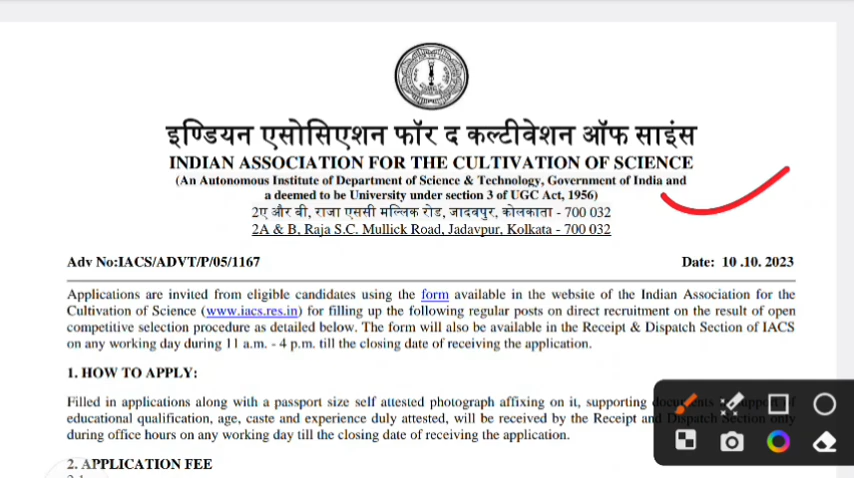 इण्डियन एसोसिएशन फॉर द कल्टीवेशन ऑफ साइंस
INDIAN ASSOCIATION FOR THE CULTIVATION OF SCIENCE
(An Autonomous Institute of Department of Science & Technology, Government of India and
a deemed to be University under section 3 of UGC Act, 1956)
2ए और बी, राजा एससी मल्लिक रोड, जादवपुर, कोलकाता - 700 032
2A & B, Raja S.C. Mullick Road, Jadavpur, Kolkata - 700 032
Adv No:IACS/ADVT/P/05/1167 Date: 10 .10. 2023
Applications are invited from eligible candidates using the form available in the website of the Indian Association for the
Cultivation of Science (www.iacs.res.in) for filling up the following regular posts on direct recruitment on the result of open
competitive selection procedure as detailed below. The form will also be available in the Receipt & Dispatch Section of IACS
on any working day during 11 a.m. - 4 p.m. till the closing date of receiving the application.
1. HOW TO APPLY:
Filled in applications along with a passport size self attested photograph affixing on it, supporting documents in support of
educational qualification, age, caste and experience duly attested, will be received by the Receipt and Dispatch Section only
during office hours on any working day till the closing date of receiving the application.
2. APPLICATION FEE